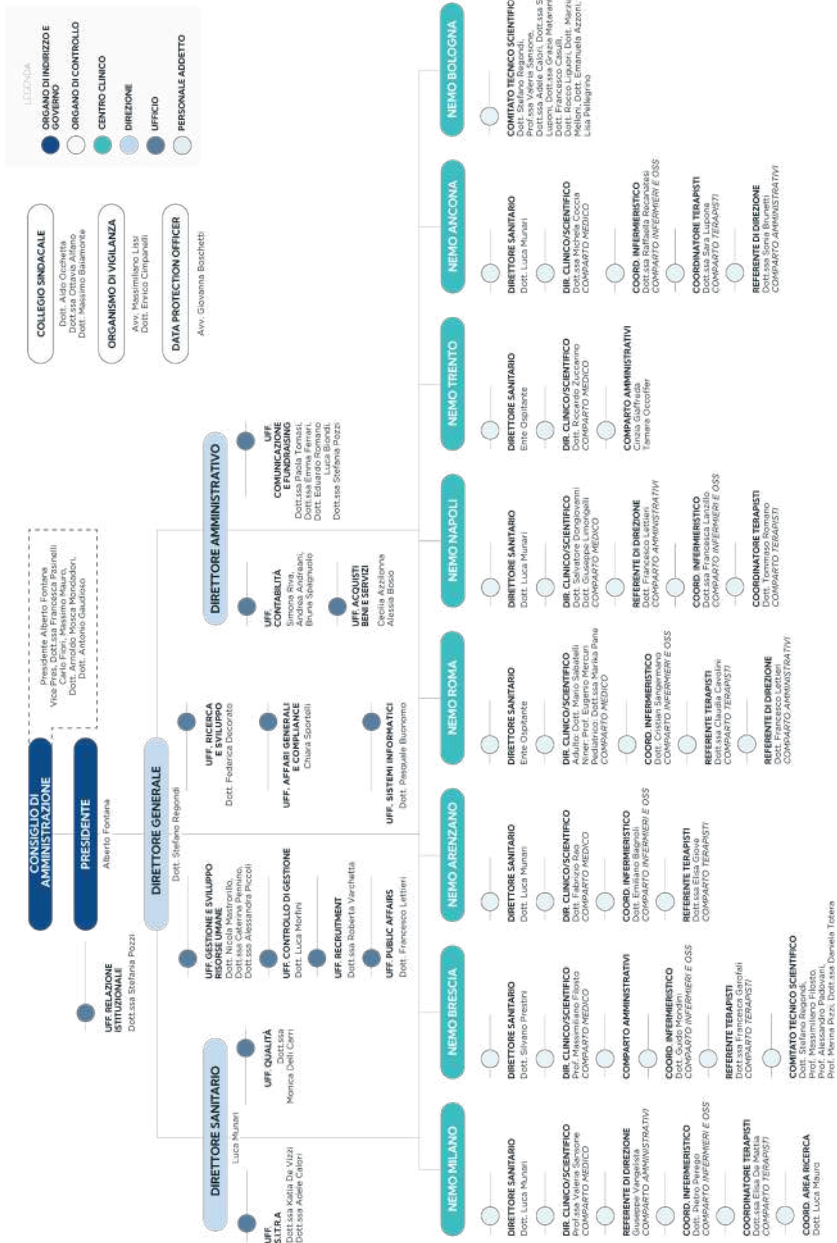 LEGENDA
ORGANO DI INDIRIZZO E
GOVERNO
ORGANO DI CONTROLLO
CENTRO CLINICO
DIREZIONE
UFFICIO
PERSONALE ADDETTO
CONSIGLIO DI
AMMINISTRAZIONE
Presidente Alberto Fontana
Vice Pres, Dott.ssa Francesca Pasinelli
Carlo Fiori, Massimo Mauro,
Dott. Arnoldo Mosca Mondadori,
Dott. Antonio Gaudioso
PRESIDENTE
Alberto Fontana
UFF. RELAZIONE
ISTITUZIONALE
Dott.ssa Stefania Pozzi
COLLEGIO SINDACALE
Dott. Aldo Occhetta
Dott.ssa Ottavia Alfano
Dott. Massimo Baiamonte
ORGANISMO DI VIGILANZA
Avv. Massimiliano Lissi
Dott. Enrico Cimpanelli
DATA PROTECTION OFFICER
Avv. Giovanna Boschetti
DIRETTORE SANITARIO
Luca Munari
UFF.
S.I.T.R.A
Dott.ssa Katia De Vizzi
Dott.ssa Adele Calori
UFF. QUALITÀ
Dott.ssa
Monica Delli Carri
DIRETTORE GENERALE
Dott. Stefano Regondi
UFF. GESTIONE E SVILUPPO
RISORSE UMANE
Dott. Nicola Mastrorillo,
Dott.ssa Caterina Pennino,
Dott.ssa Alessandra Piccoli
UFF. CONTROLLO DI GESTIONE
Dott. Luca Morfini
UFF. RECRUITMENT
Dott.ssa Roberta Varchetta
UFF PUBLIC AFFAIRS
Dott. Francesco Lettieri
UFF. RICERCA
E SVILUPPO
Dott. Federica Decorato
UFF. AFFARI GENERALI
E COMPLIANCE
Chiara Sportelli
UFF. SISTEMI INFORMATICI
Dott. Pasquale Buonomo
DIRETTORE AMMINISTRATIVO
UFF.
CONTABILITÀ
Simona Riva,
Andrea Andreani,
Bruna Spagnuolo
UFF. ACQUISTI
BENI E SERVIZI
Cecilia Azzilonna
Alessia Bosio
UFF.
COMUNICAZIONE
E FUNDRAISING
Dott.ssa Paola Tomasi,
Dott.ssa Emma Ferrari,
Dott. Eduardo Romano
Luca Biondi,
Dott.ssa Stefania Pozzi
NEMO MILANO
DIRETTORE SANITARIO
Dott. Luca Munari
DIR. CLINICO/SCIENTIFICO
Prof.ssa Valeria Sansone
COMPARTO MEDICO
REFERENTE DI DIREZIONE
Giuseppe Vangelista
COMPARTO AMMINISTRATIVO
COORD. INFERMIERISTICO
Dott. Pietro Perego
COMPARTO INFERMIERI E OSS
COORDINATORE TERAPISTI
Dott.ssa Elisa De Mattia
COMPARTO TERAPISTI
COORD. AREA RICERCA
Dott. Luca Mauro
NEMO BRESCIA
DIRETTORE SANITARIO
Dott. Silvano Prestini
DIR. CLINICO/SCIENTIFICO
Prof. Massimiliano Filosto
COMPARTO MEDICO
COMPARTO AMMINISTRATIVI
COORD. INFERMIERISTICO
Dott. Guido Mondini
COMPARTO INFERMIERI E OSS
REFERENTE TERAPISTI
Dott.ssa Francesca Garofali
COMPARTO TERAPISTI
COMITATO TECNICO SCIENTIFICO
Dott. Stefano Regondi,
Prof. Massimiliano Filosto,
Prof. Alessandro Padovani,
Prof. Marina Pizzi, Dott.ssa Daniela Totera
NEMO ARENZANO
DIRETTORE SANITARIO
Dott. Luca Munari
DIR. CLINICO/SCIENTIFICO
Dott. Fabrizio Rao
COMPARTO MEDICO
COORD. INFERMIERISTICO
Dott. Emiliano Bagnoli
COMPARTO INFERMIERI E OSS
REFERENTE TERAPISTI
Dott.ssa Elisa Giove
COMPARTO TERAPISTI
NEMO ROMA
DIRETTORE SANITARIO
Ente Ospitante
DIR. CLINICO/SCIENTIFICO
Adulto: Dott. Mario Sabatelli
Niner: Prof. Eugenio Mercuri
Pediatrico: Dott.ssa Marika Pane
COMPARTO MEDICO
COORD. INFERMIERISTICO
Dott. Cristian Sangermano
COMPARTO INFERMIERI E OSS
REFERENTE TERAPISTI
Dott.ssa Claudia Cavolini
COMPARTO TERAPISTI
REFERENTE DI DIREZIONE
Dott. Francesco Lettieri
COMPARTO AMMINISTRATIVI
NEMO NAPOLI
DIRETTORE SANITARIO
Dott. Luca Munari
DIR. CLINICO/SCIENTIFICO
Dott. Salvatore Dongiovanni
Dott. Giuseppe Limongelli
COMPARTO MEDICO
REFERENTE DI DIREZIONE
Dott. Francesco Lettieri
COMPARTO AMMINISTRATIVI
COORD. INFERMIERISTICO
Dott.ssa Francesca Lanzillo
COMPARTO INFERMIERI E OSS
COORDINATORE TERAPISTI
Dott. Tommaso Romano
COMPARTO TERAPISTI
NEMO TRENTO
DIRETTORE SANITARIO
Ente Ospitante
DIR. CLINICO/SCIENTIFICO
Dott. Riccardo Zuccarino
COMPARTO MEDICO
COMPARTO AMMINISTRATIVI
Cinzia Giaffreda
Tamara Occoffer
NEMO ANCONA
DIRETTORE SANITARIO
Dott. Luca Munari
DIR. CLINICO/SCIENTIFICO
Dott.ssa Michela Coccia
COMPARTO MEDICO
COORD. INFERMIERISTICO
Dott.ssa Raffaella Recanatesi
COMPARTO INFERMIERI E OSS
COORDINATORE TERAPISTI
Dott.ssa Sara Lupone
COMPARTO TERAPISTI
REFERENTE DI DIREZIONE
Dott.ssa Sonia Brunetti
COMPARTO AMMINISTRATIVI
NEMO BOLOGNA
COMITATO TECNICO SCIENTIFICO
Dott. Stefano Regondi,
Prof.ssa Valeria Sansone,
Dott.ssa Adele Calori, Dott.ssa
Luponi, Dott.ssa Grazia
Dott. Francesco Casulli,
Dott. Rocco Liguori, Dott.
Melloni, Dott. Emanuela Azzoni,
Lisa Pellegrino